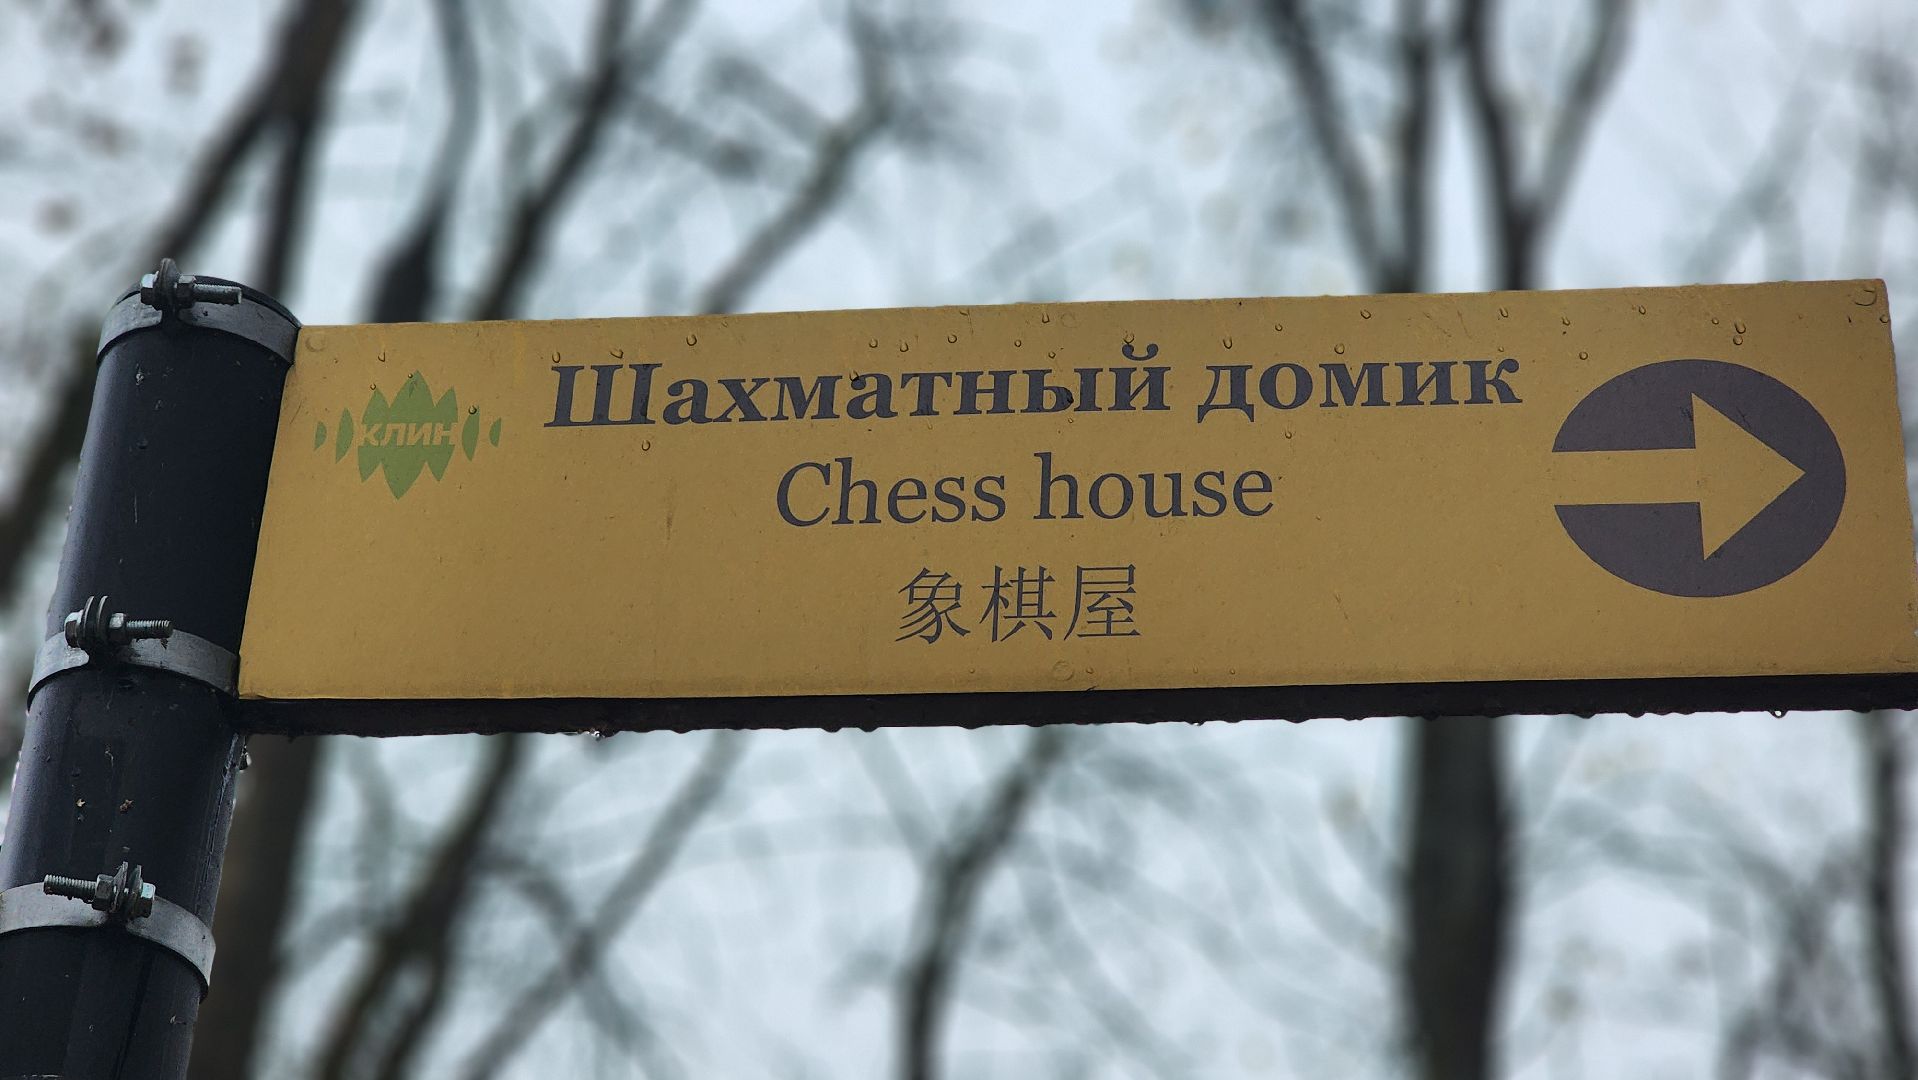 клин
Шахматный домик
Chess house
象棋屋